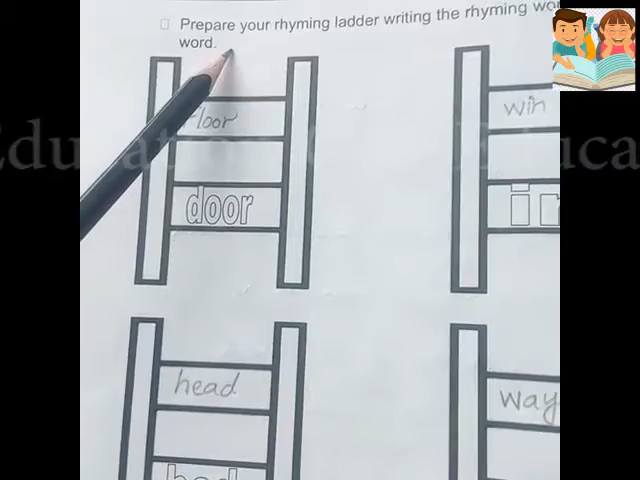 Prepare your rhyming ladder writing the rhyming
word.
floor
win
door
head
way